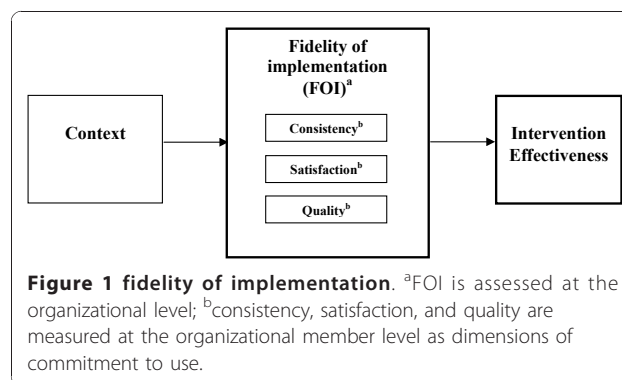 Fidelity of
implementation
(FOI)ᵃ
Context
Consistencyᵇ
Satisfactionᵇ
Qualityᵇ
Intervention
Effectiveness
Figure 1 fidelity of implementation. ᵃFOI is assessed at the
organizational level; ᵇconsistency, satisfaction, and quality are
measured at the organizational member level as dimensions of
commitment to use.